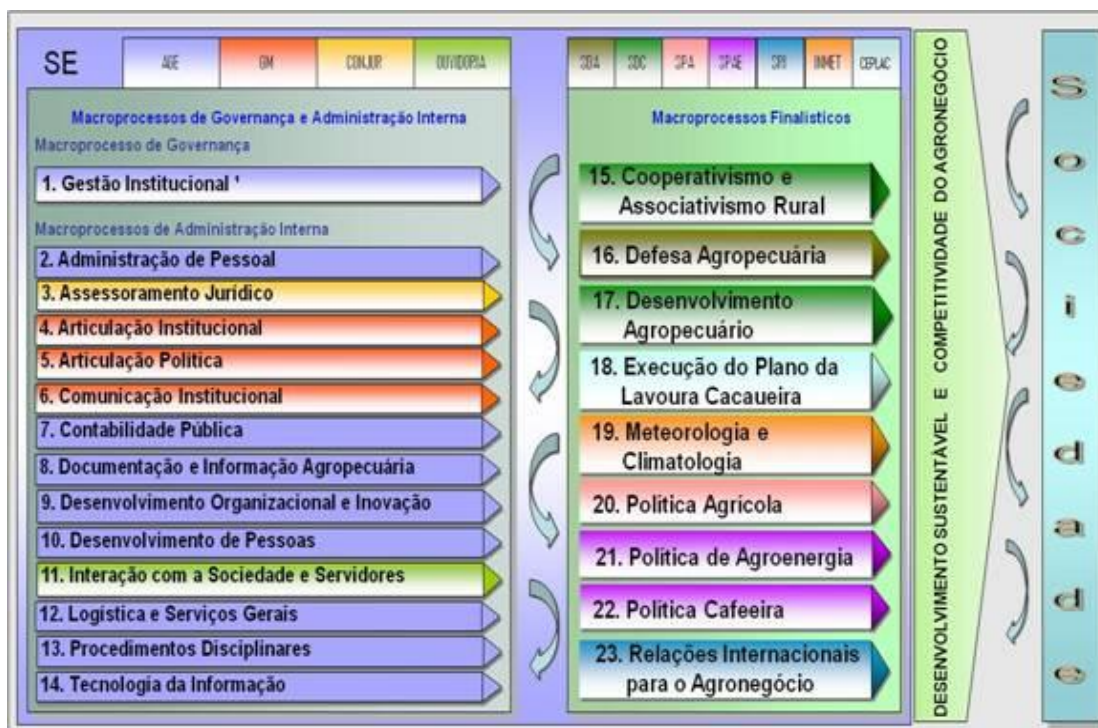 SE
AGE
GM
CONJUR
OUVIDORIA
Macroprocessos de Governança e Administração Interna
Macroprocesso de Governança
1. Gestão Institucional ¹
Macroprocessos de Administração Interna
2. Administração de Pessoal
3. Assessoramento Jurídico
4. Articulação Institucional
5. Articulação Política
6. Comunicação Institucional
7. Contabilidade Pública
8. Documentação e Informação Agropecuária
9. Desenvolvimento Organizacional e Inovação
10. Desenvolvimento de Pessoas
11. Interação com a Sociedade e Servidores
12. Logística e Serviços Gerais
13. Procedimentos Disciplinares
14. Tecnologia da Informação
SDA
SDC
SPA
SPAE
SRI
INMET
CEPLAC
Macroprocessos Finalísticos
15. Cooperativismo e
Associativismo Rural
16. Defesa Agropecuária
17. Desenvolvimento
Agropecuário
18. Execução do Plano da
Lavoura Cacaueira
19. Meteorologia e
Climatologia
20. Política Agrícola
21. Política de Agroenergia
22. Política Cafeeira
23. Relações Internacionais
para o Agronegócio
DESENVOLVIMENTO SUSTENTÁVEL E COMPETITIVIDADE DO AGRONEGÓCIO
Sociedade